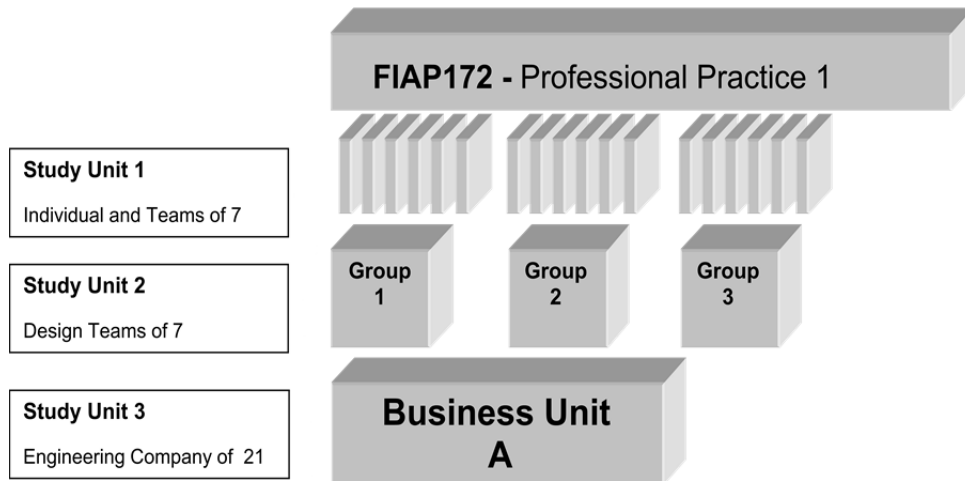 FIAP172 - Professional Practice 1
Study Unit 1
Individual and Teams of 7
Group
1
Group
2
Group
3
Study Unit 2
Design Teams of 7
Business Unit
A
Study Unit 3
Engineering Company of 21